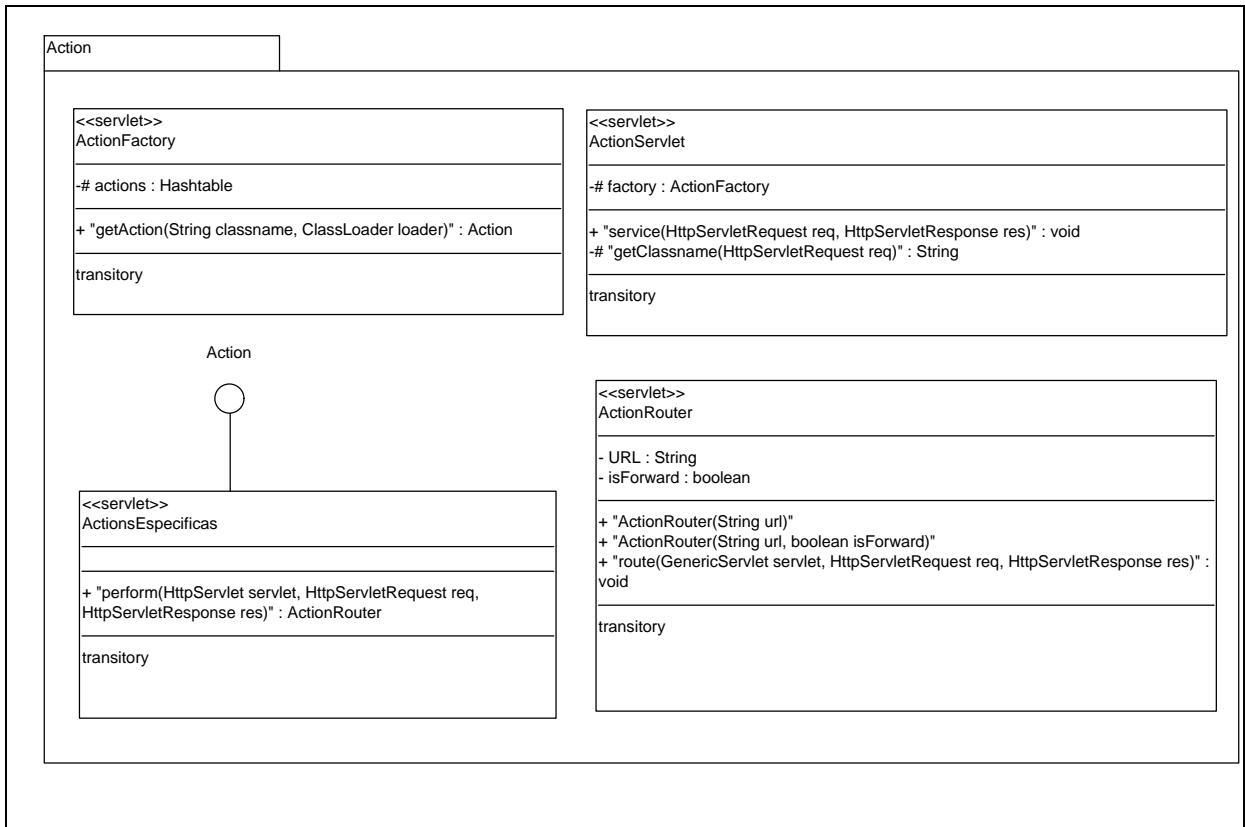 Action
<<servlet>>
ActionFactory
-# actions : Hashtable
+ "getAction(String classname, ClassLoader loader)" : Action
transitory
<<servlet>>
ActionServlet
-# factory : ActionFactory
+ "service(HttpServletRequest req, HttpServletResponse res)" : void
-# "getClassname(HttpServletRequest req)" : String
transitory
Action
<<servlet>>
ActionsEspecificas
+ "perform(HttpServlet servlet, HttpServletRequest req,
HttpServletResponse res)" : ActionRouter
transitory
<<servlet>>
ActionRouter
- URL : String
- isForward : boolean
+ "ActionRouter(String url)"
+ "ActionRouter(String url, boolean isForward)"
+ "route(GenericServlet servlet, HttpServletRequest req, HttpServletResponse res)" :
void
transitory